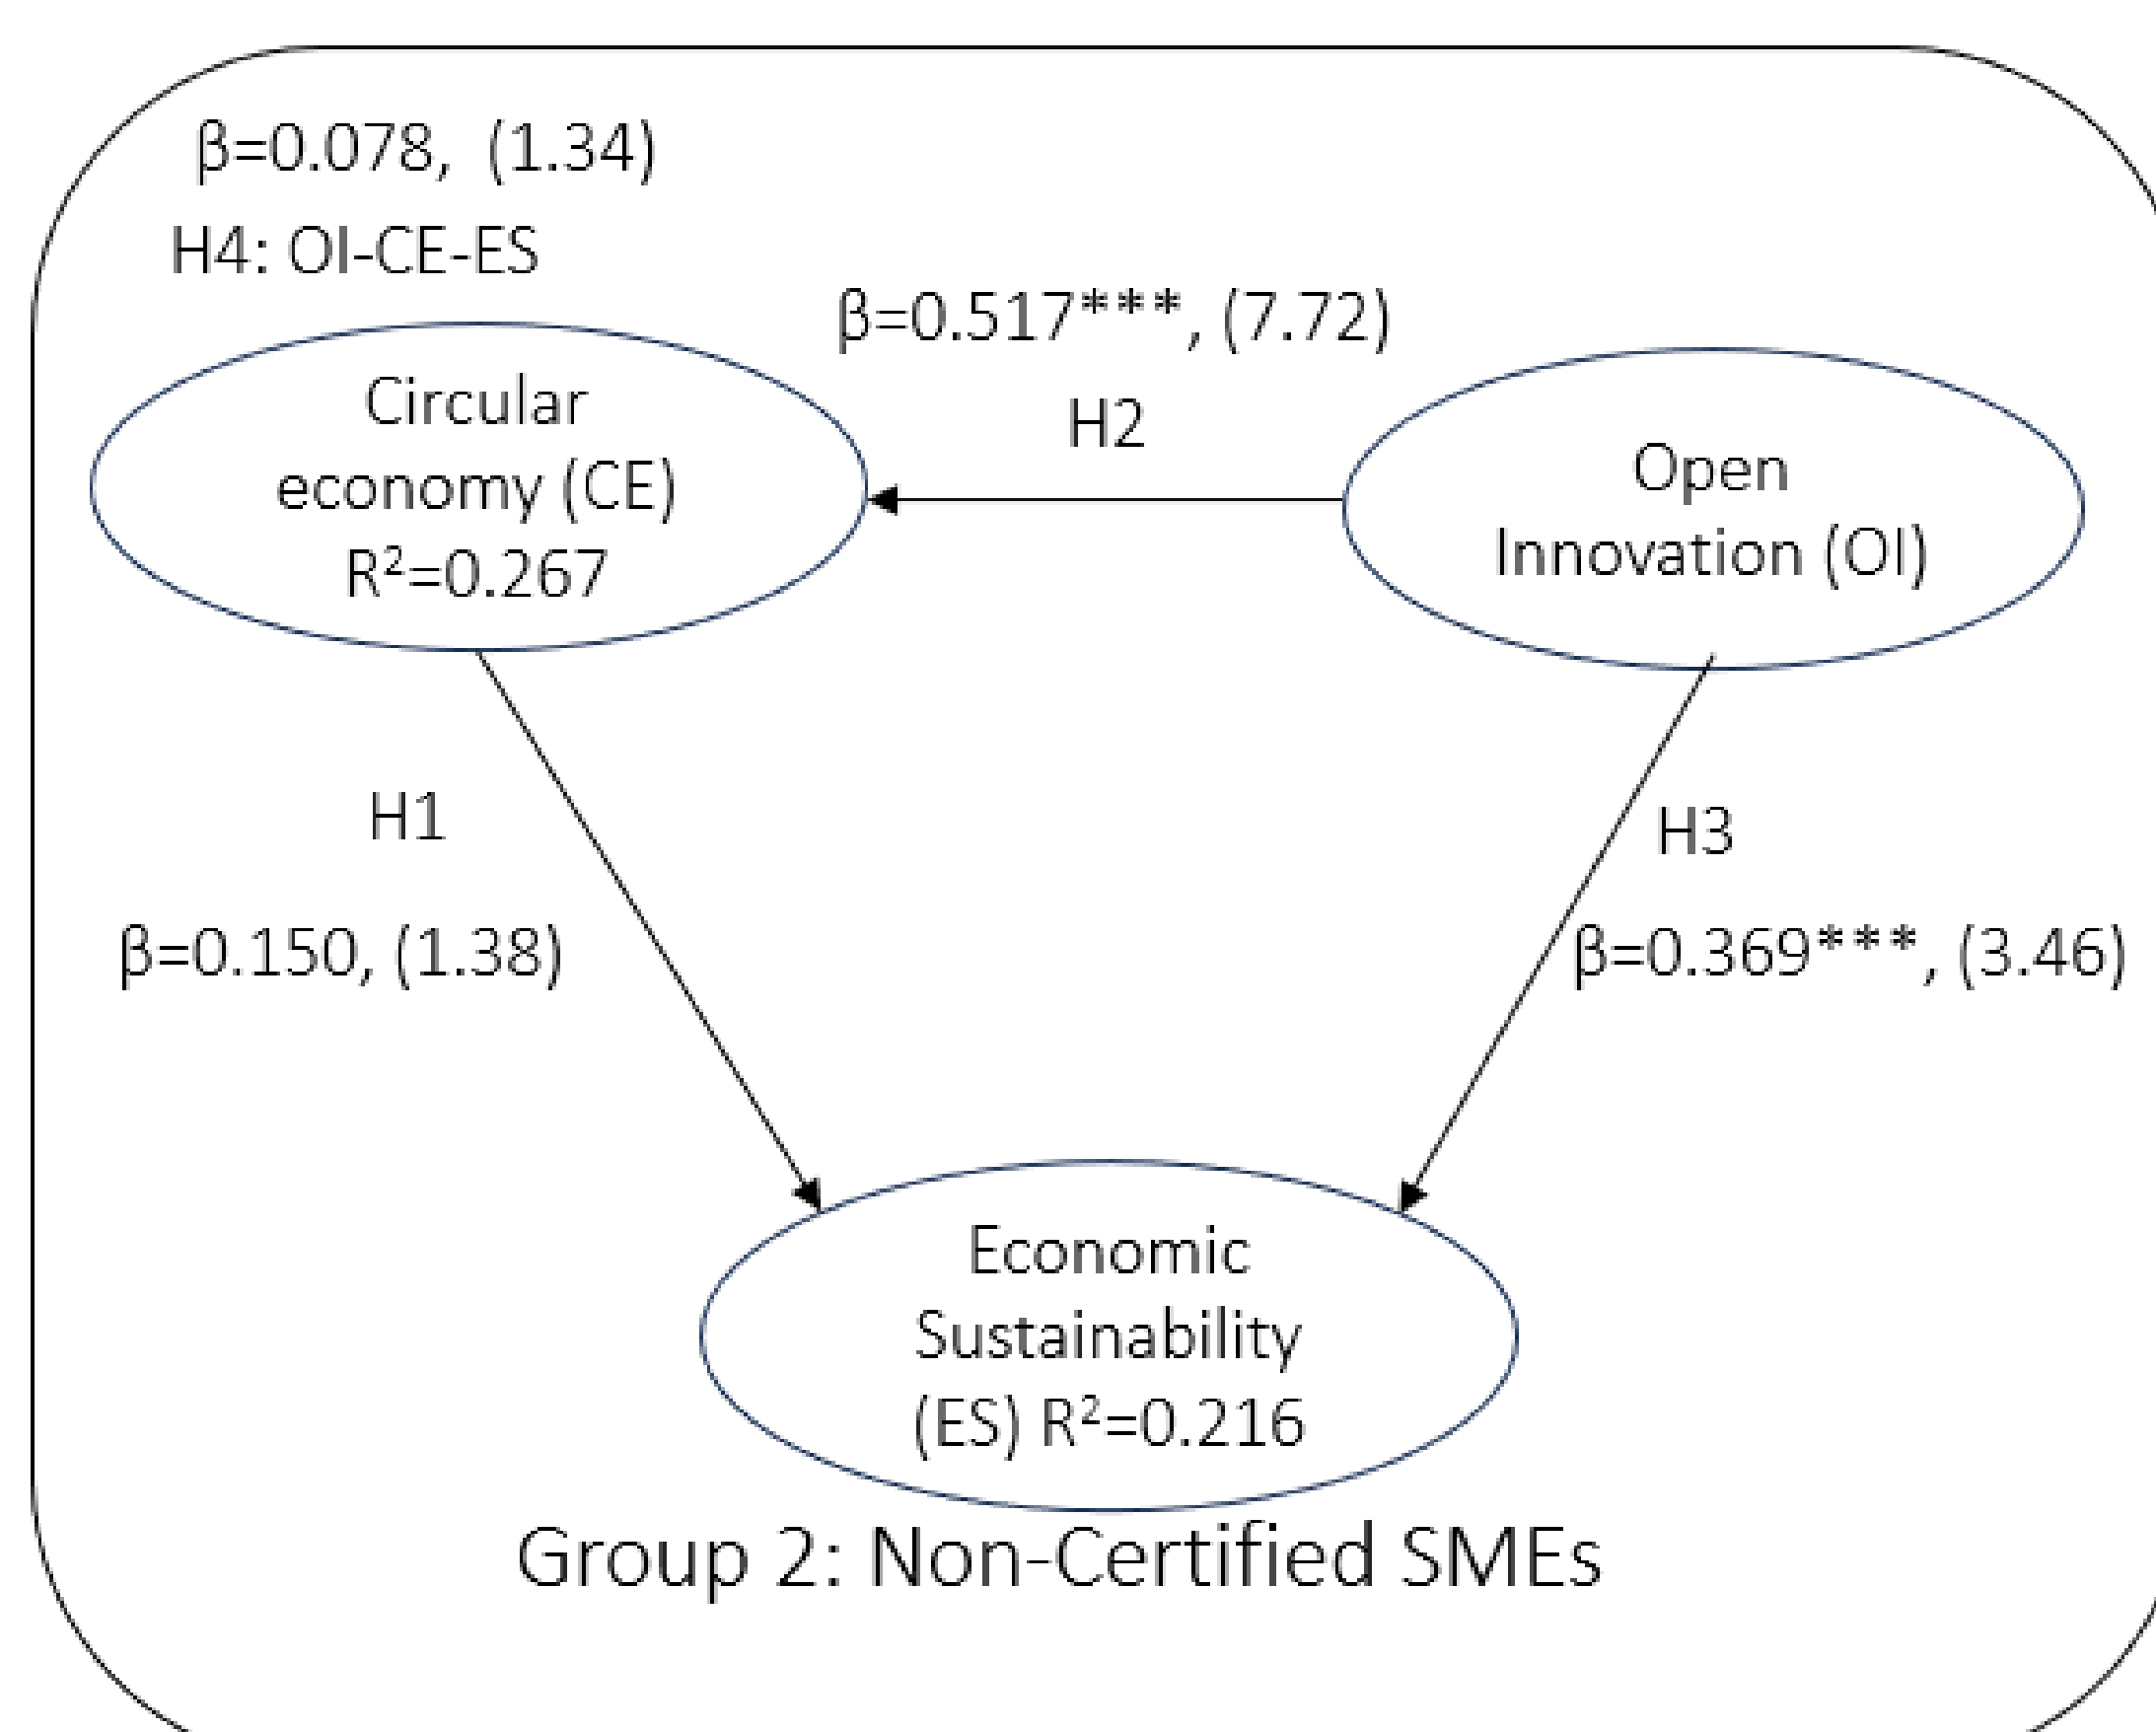 β=0.078, (1.34)
H4: OI-CE-ES
β=0.517***, (7.72)
H2
Circular
economy (CE)
R²=0.267
Open
Innovation (OI)
H1
β=0.150, (1.38)
H3
β=0.369***, (3.46)
Economic
Sustainability
(ES) R²=0.216
Group 2: Non-Certified SMEs